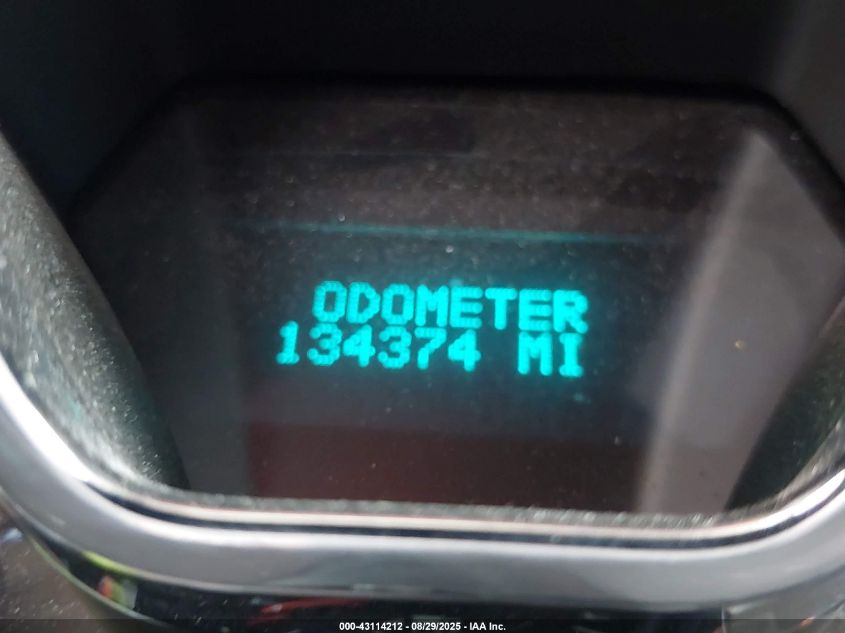 ODOMETER
134374 MI
000-43114212 - 08/29/2025 - IAA Inc.